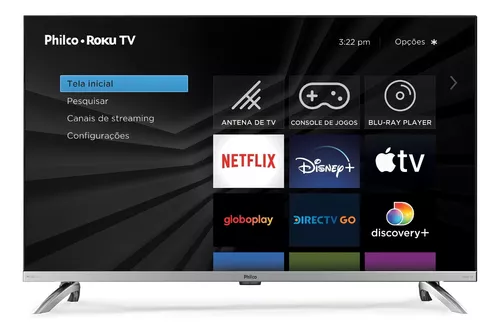 Philco • Roku TV
3:22 pm
Opções ✱
Tela inicial
Pesquisar
Canais de streaming
Configurações
ANTENA DE TV
CONSOLE DE JOGOS
BLU-RAY PLAYER
NETFLIX
Disney+
tv
globoplay
DIRECTV GO
discovery+
Philco